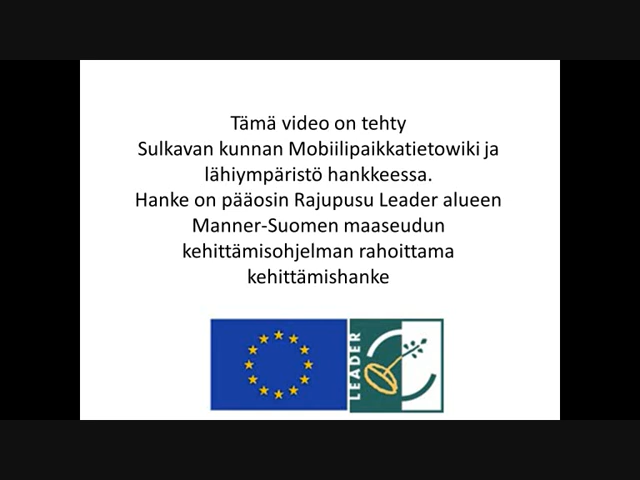 Tämä video on tehty
Sulkavan kunnan Mobiilipaikkatietowiki ja
lähiympäristö hankkeessa.
Hanke on pääosin Rajupusu Leader alueen
Manner-Suomen maaseudun
kehittämisohjelman rahoittama
kehittämishanke
LEADER